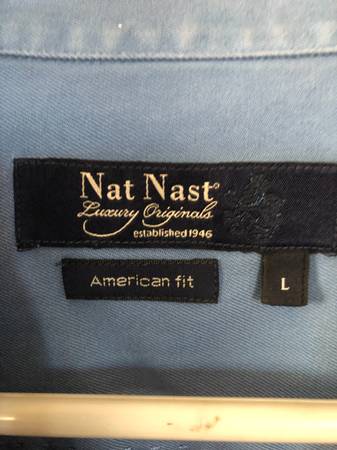 Nat Nast®
Luxury Originals
established 1946
American fit
L